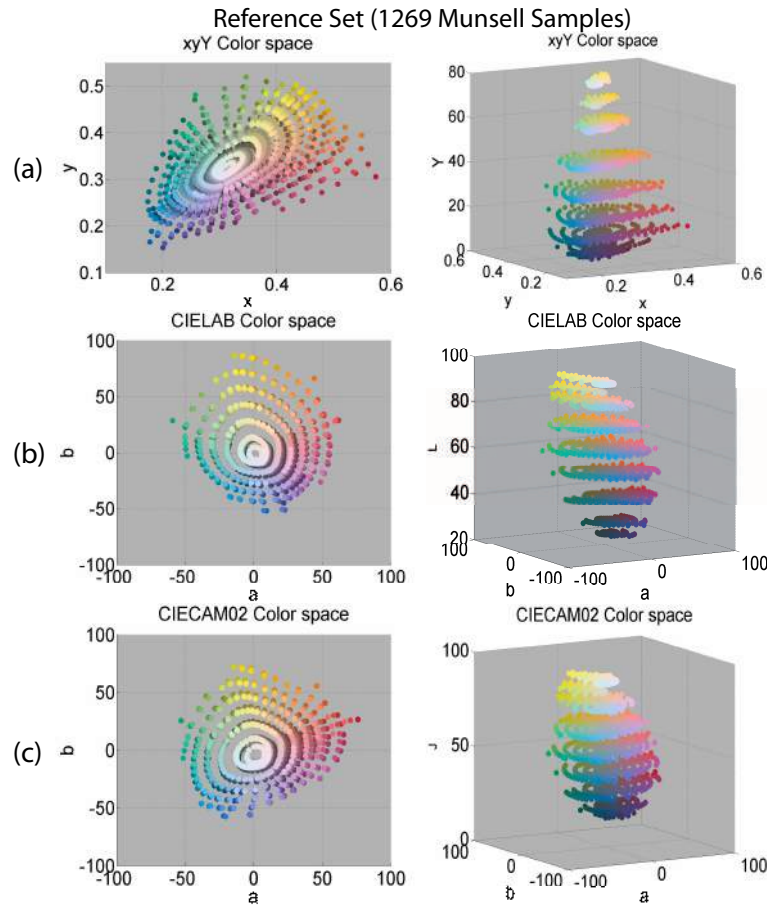 Reference Set (1269 Munsell Samples)
xyY Color space
xyY Color space
(a)
0.5
0.4
0.3
0.2
0.1
y
0.2
0.4
0.6
x
80
60
40
20
0
Y
0.6
0.4
0.2
y
0.2
0.4
0.6
x
CIELAB Color space
CIELAB Color space
(b)
100
50
0
-50
-100
b
-100
-50
0
50
100
a
100
80
60
40
20
L
100
0
-100
b
-100
0
100
a
CIECAM02 Color space
CIECAM02 Color space
(c)
100
50
0
-50
-100
b
-100
-50
0
50
100
a
100
50
0
J
100
0
-100
b
-100
0
100
a